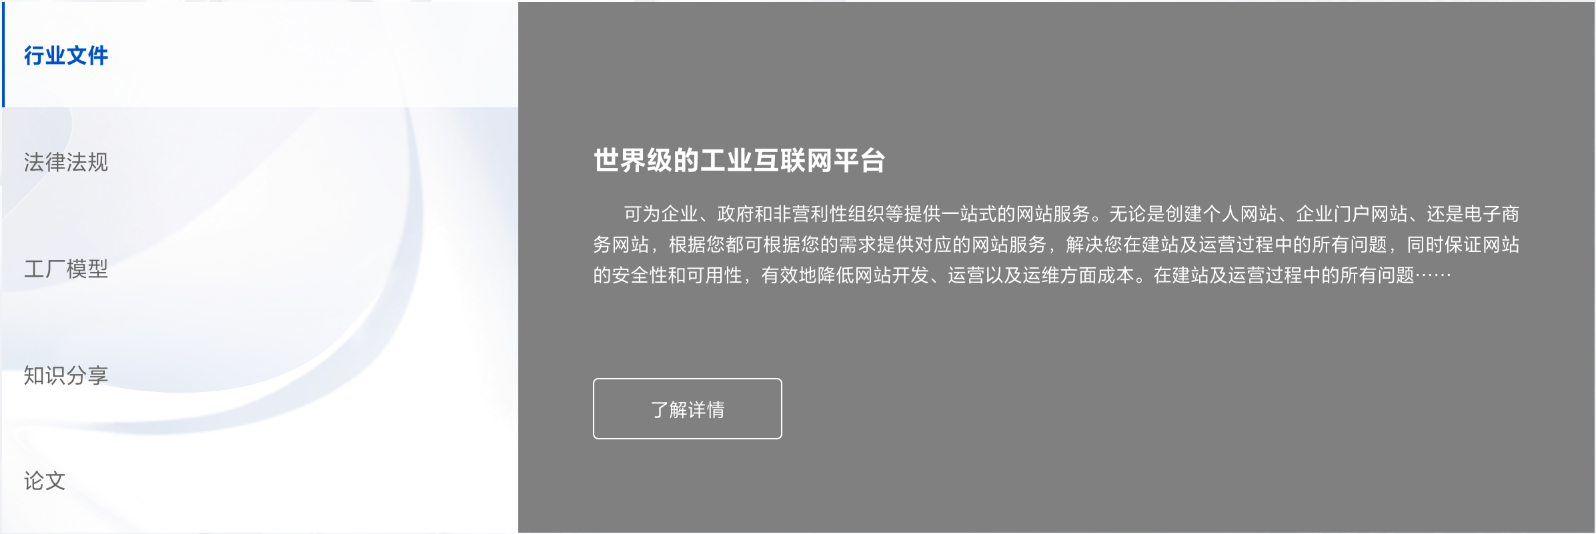 行业文件
法律法规
工厂模型
知识分享
论文
世界级的工业互联网平台
可为企业、政府和非营利性组织等提供一站式的网站服务。无论是创建个人网站、企业门户网站、还是电子商
务网站，根据您都可根据您的需求提供对应的网站服务，解决您在建站及运营过程中的所有问题，同时保证网站
的安全性和可用性，有效地降低网站开发、运营以及运维方面成本。在建站及运营过程中的所有问题……
了解详情